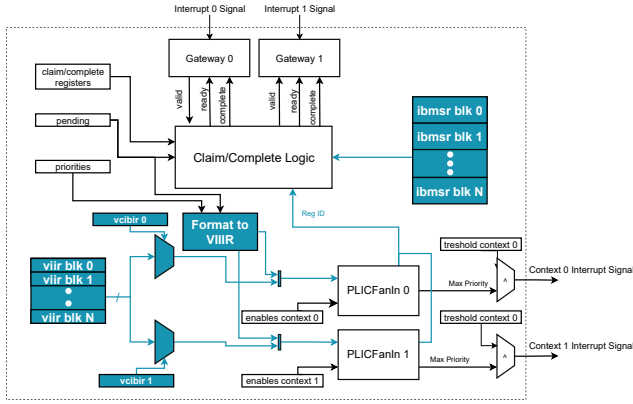 Interrupt 0 Signal
Interrupt 1 Signal
Gateway 0
Gateway 1
claim/complete
registers
valid
ready
complete
valid
ready
complete
pending
priorities
Claim/Complete Logic
ibmsr blk 0
ibmsr blk 1
ibmsr blk N
Reg ID
vcibir 0
Format to
VIIIR
viir blk 0
viir blk 1
viir blk N
PLICFanIn 0
Max Priority
treshold context 0
Context 0 Interrupt Signal
enables context 0
treshold context 0
PLICFanIn 1
Max Priority
Context 1 Interrupt Signal
vcibir 1
enables context 1